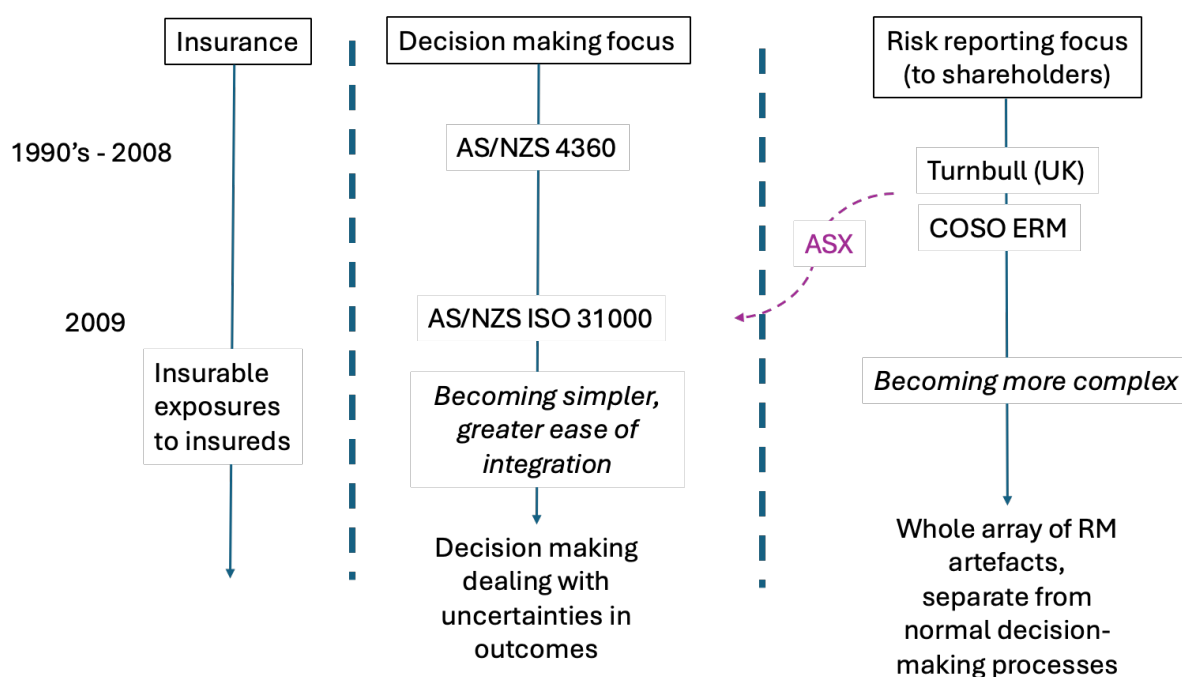 Insurance
Decision making focus
Risk reporting focus
(to shareholders)
1990’s - 2008
AS/NZS 4360
Turnbull (UK)
COSO ERM
ASX
2009
AS/NZS ISO 31000
Insurable
exposures
to insureds
Becoming simpler,
greater ease of
integration
Becoming more complex
Decision making
dealing with
uncertainties in
outcomes
Whole array of RM
artefacts,
separate from
normal decision-
making processes